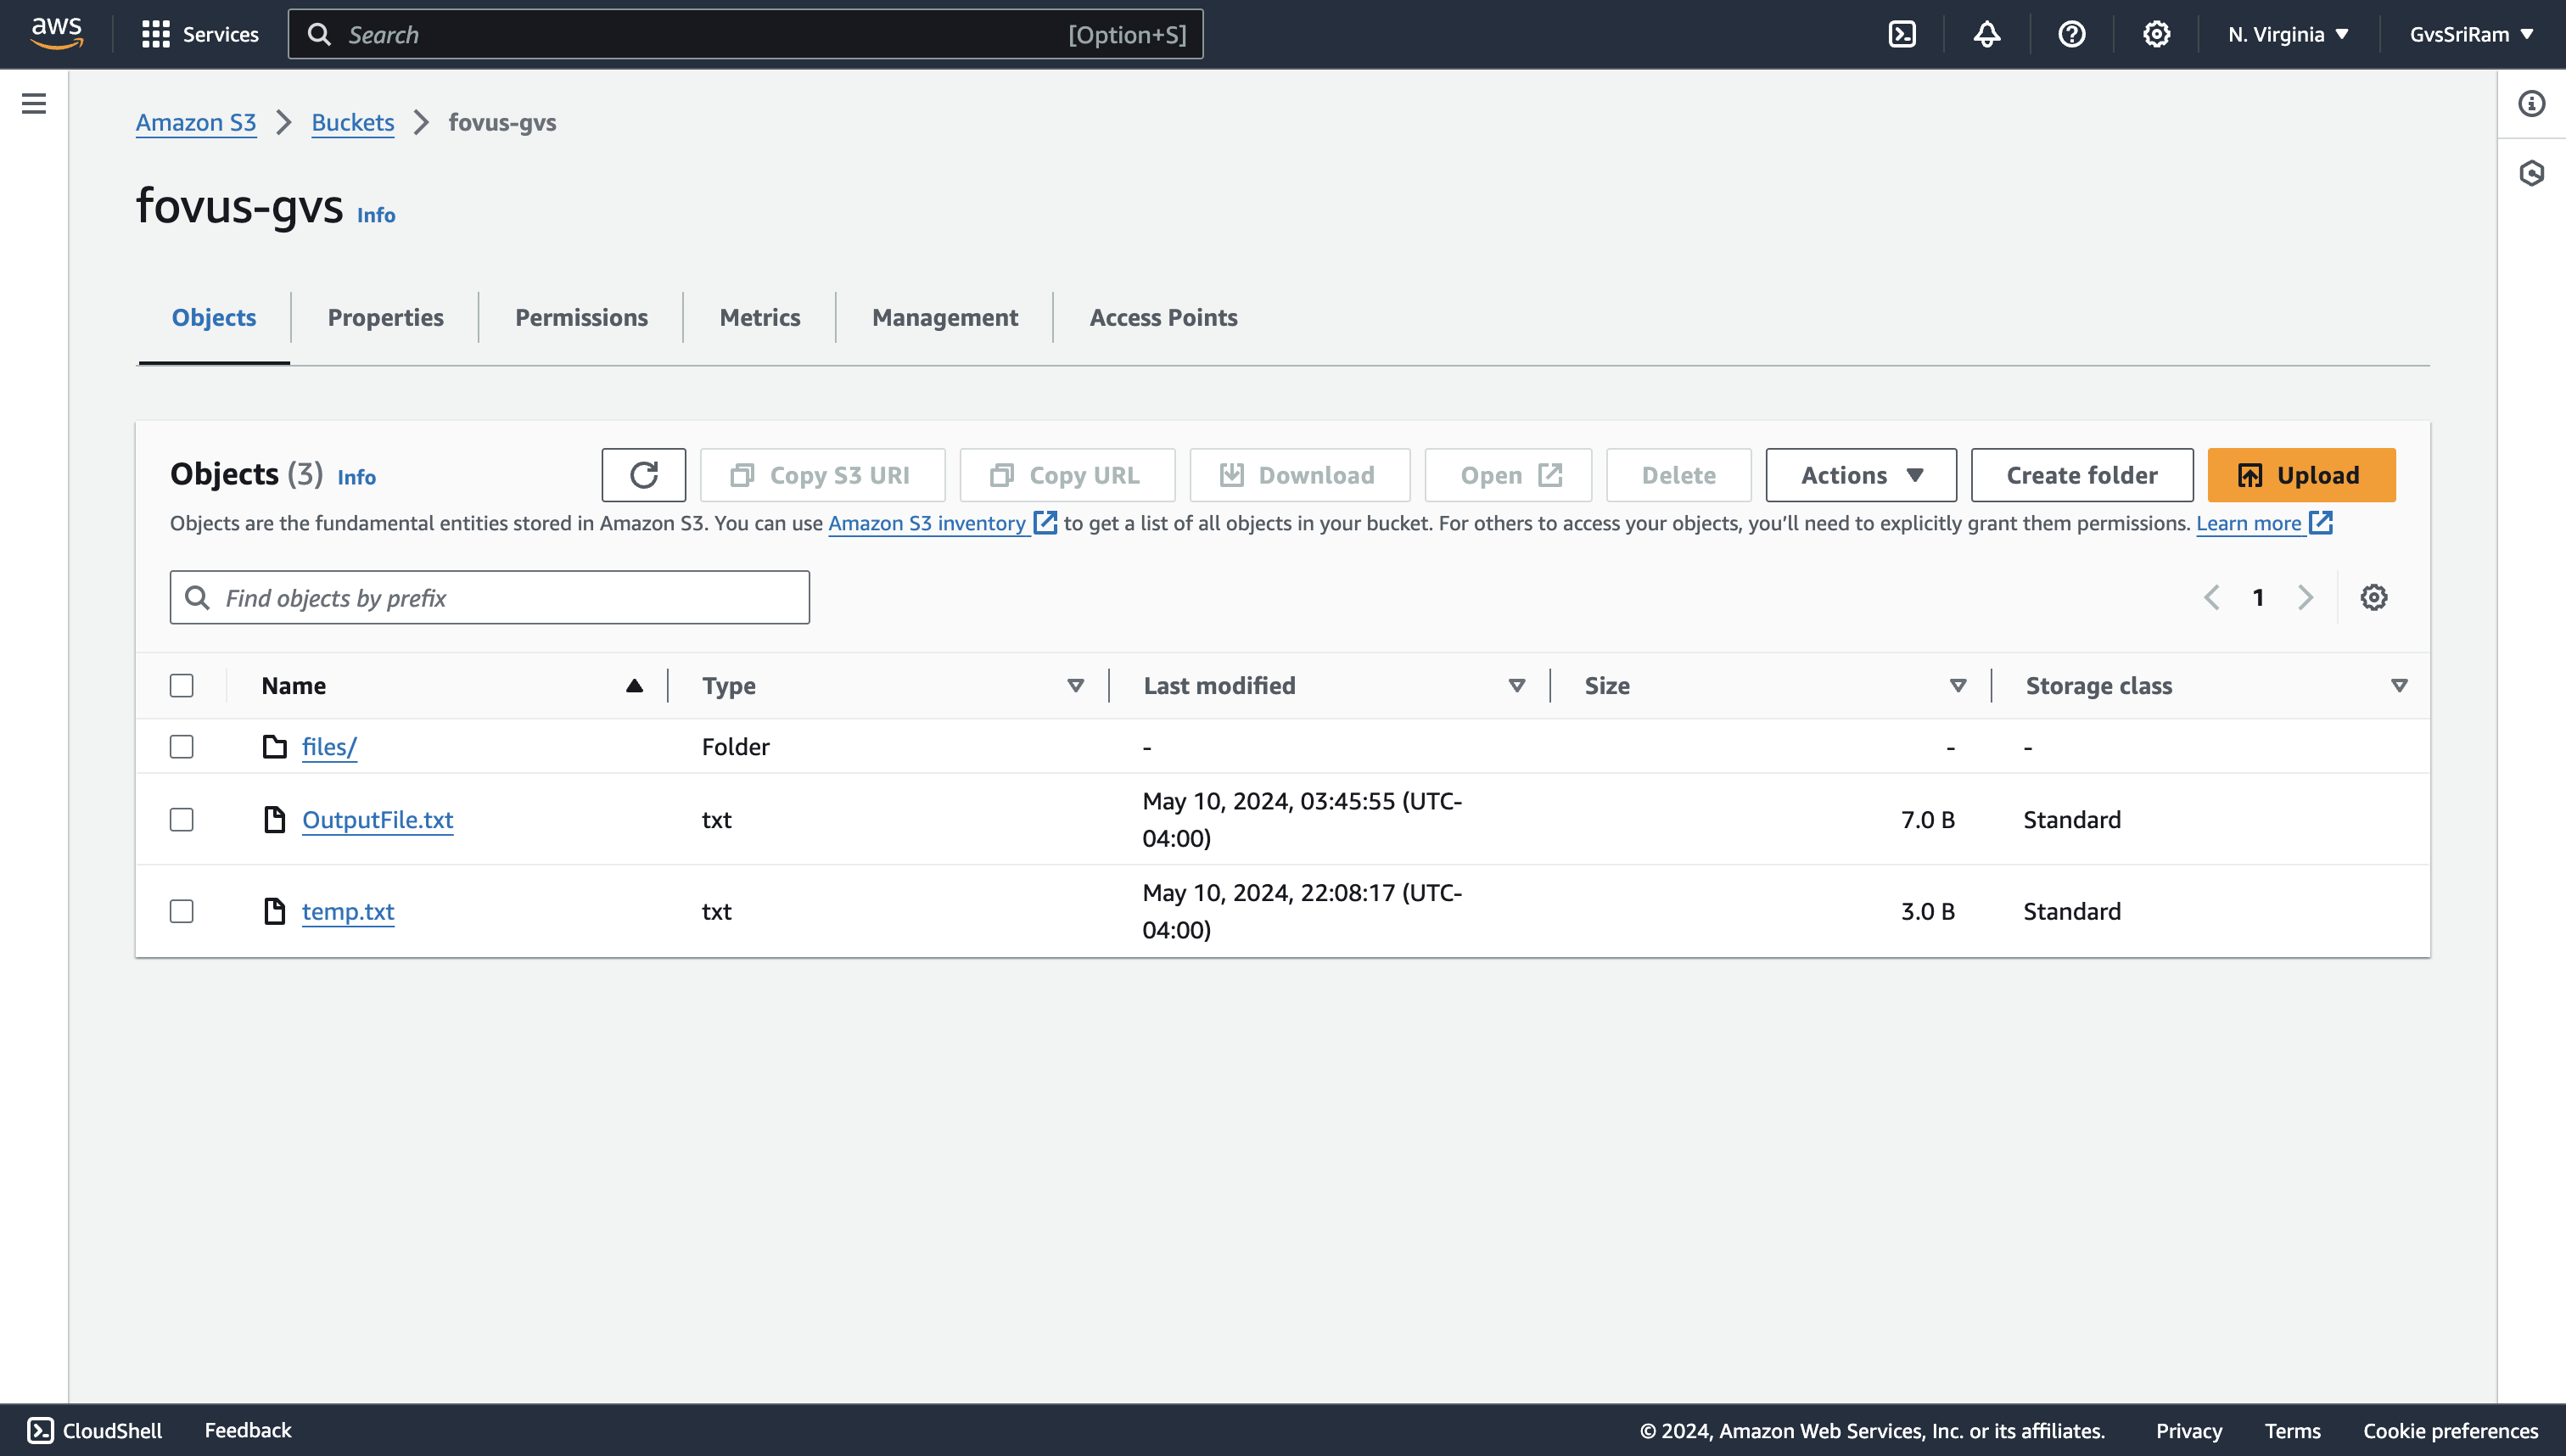 aws Services Search [Option+S] N. Virginia GvsSriRam
Amazon S3 Buckets fovus-gvs
fovus-gvs Info
Objects Properties Permissions Metrics Management Access Points
Objects (3) Info Copy S3 URI Copy URL Download Open Delete Actions Create folder Upload
Objects are the fundamental entities stored in Amazon S3. You can use Amazon S3 inventory to get a list of all objects in your bucket. For others to access your objects, you’ll need to explicitly grant them permissions. Learn more
Find objects by prefix 1
Name Type Last modified Size Storage class
files/ Folder - - -
OutputFile.txt txt May 10, 2024, 03:45:55 (UTC-
04:00) 7.0 B Standard
temp.txt txt May 10, 2024, 22:08:17 (UTC-
04:00) 3.0 B Standard
CloudShell Feedback © 2024, Amazon Web Services, Inc. or its affiliates. Privacy Terms Cookie preferences